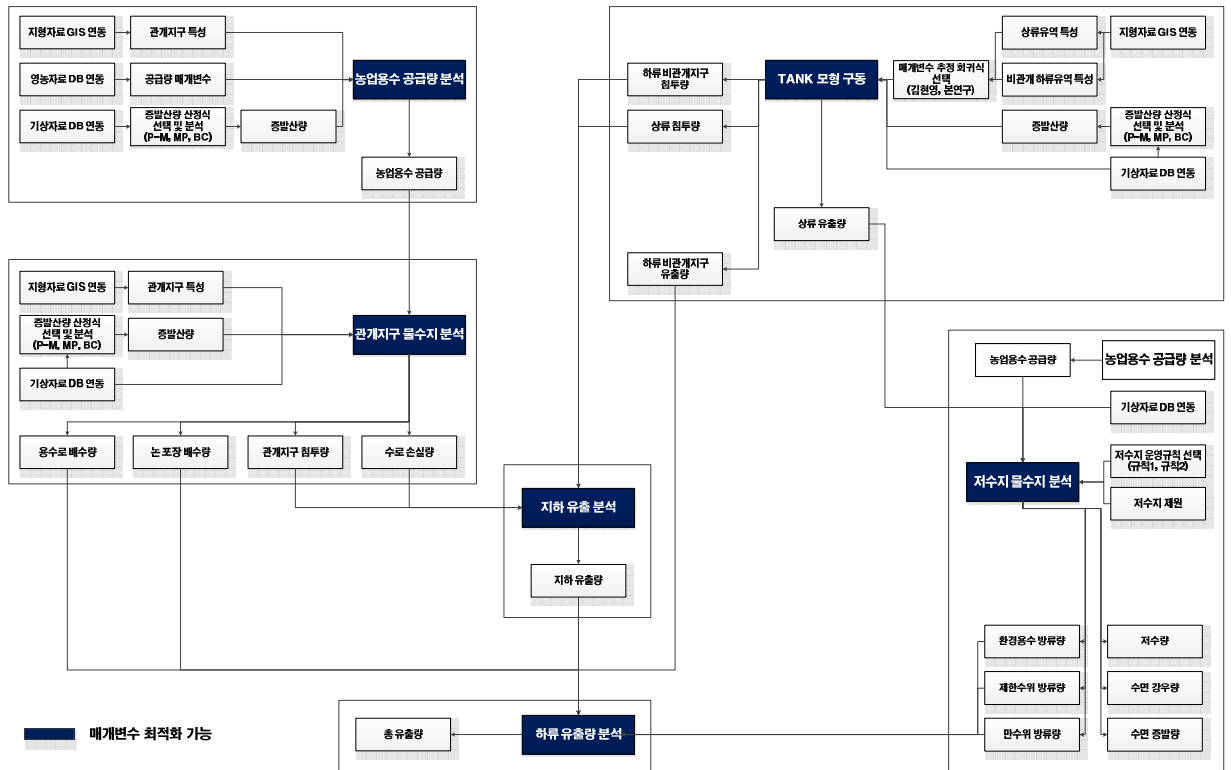 지형자료 GIS 연동
관개지구 특성
영농자료 DB 연동
공급량 매개변수
농업용수 공급량 분석
기상자료 DB 연동
증발산량 산정식
선택 및 분석
(P-M, MP, BC)
증발산량
농업용수 공급량
하류 비관개지구
침투량
TANK 모형 구동
매개변수 추정 회귀식
선택
(김현영, 본연구)
상류유역 특성
지형자료 GIS 연동
비관개 하류유역 특성
상류 침투량
증발산량
증발산량 산정식
선택 및 분석
(P-M, MP, BC)
기상자료 DB 연동
상류 유출량
하류 비관개지구
유출량
지형자료 GIS 연동
관개지구 특성
증발산량 산정식
선택 및 분석
(P-M, MP, BC)
증발산량
관개지구 물수지 분석
기상자료 DB 연동
용수로 배수량
논 포장 배수량
관개지구 침투량
수로 손실량
농업용수 공급량
농업용수 공급량 분석
기상자료 DB 연동
저수지 물수지 분석
저수지 운영규칙 선택
(규칙1, 규칙2)
저수지 제원
지하 유출 분석
지하 유출량
환경용수 방류량
저수량
제한수위 방류량
수면 강우량
만수위 방류량
수면 증발량
매개변수 최적화 가능
총 유출량
하류 유출량 분석